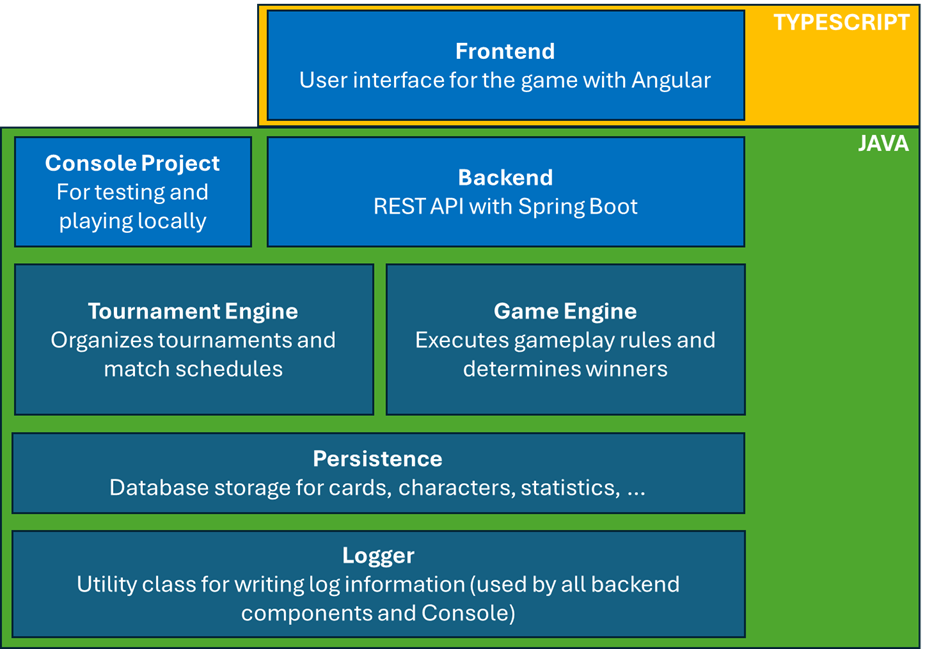 TYPESCRIPT
Frontend
User interface for the game with Angular
JAVA
Console Project
For testing and
playing locally
Backend
REST API with Spring Boot
Tournament Engine
Organizes tournaments and
match schedules
Game Engine
Executes gameplay rules and
determines winners
Persistence
Database storage for cards, characters, statistics, ...
Logger
Utility class for writing log information (used by all backend
components and Console)